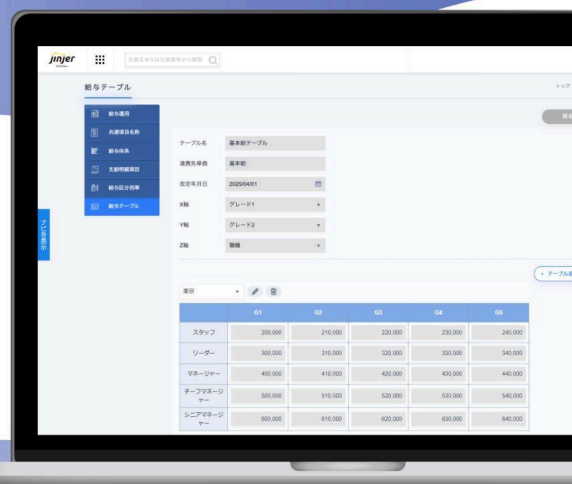 jinjer
給与テーブル
トップ
給与運用
共通項目名称
給与体系
支給明細項目
給与区分別単
給与テーブル
テーブル名 基本給テーブル
連携先単価 基本給
改定年月日 2025/04/01
X軸 グレード1
Y軸 グレード2
Z軸 職種
ナビを表示
+ テーブル追
東京
G1 G2 G3 G4 G5
スタッフ 200,000 210,000 220,000 230,000 240,000
リーダー 300,000 310,000 320,000 330,000 340,000
マネージャー 400,000 410,000 420,000 430,000 440,000
チーフマネージ
ャー 500,000 510,000 520,000 530,000 540,000
シニアマネージ
ャー 600,000 610,000 620,000 630,000 640,000